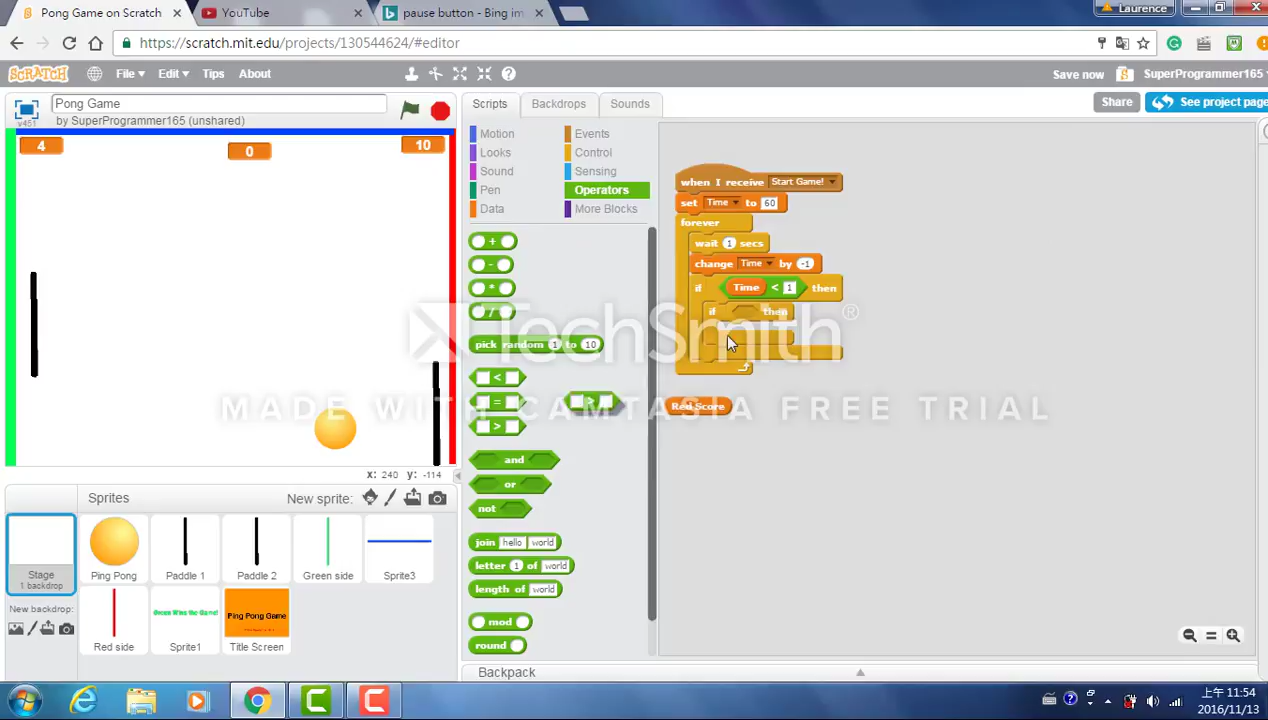 Pong Game on Scratch
YouTube
pause button - Bing im
Laurence
https://scratch.mit.edu/projects/130544624/#editor
SCRATCH
File
Edit
Tips
About
Save now
SuperProgrammer165
v451
Pong Game
by SuperProgrammer165 (unshared)
Scripts
Backdrops
Sounds
Share
See project page
4
0
10
Motion
Events
Looks
Control
Sound
Sensing
Pen
Operators
Data
More Blocks
+
-
*
/
pick random 1 to 10
<
=
>
and
or
not
join hello world
letter 1 of world
length of world
mod
round
>
when I receive Start Game!
set Time to 60
forever
wait 1 secs
change Time by -1
if Time < 1 then
if then
Red Score
TechSmith®
MADE WITH CAMTASIA FREE TRIAL
x: 240 y: -114
Sprites
New sprite:
Stage
1 backdrop
Ping Pong
Paddle 1
Paddle 2
Green side
Sprite3
New backdrop:
Red side
Green Wins the Game!
Sprite1
Ping Pong Game
Title Screen
Backpack
上午 11:54
2016/11/13